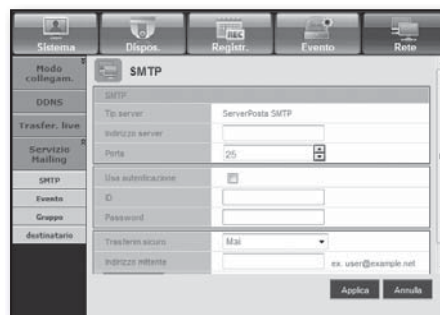 Sistema
Dispos.
REC
Registr.
Evento
Rete
Modo
collegam.
DDNS
Trasfer. live
Servizio
Mailing
SMTP
Evento
Gruppo
destinatario
SMTP
SMTP
Tip server ServerPosta SMTP
Indirizzo server
Porta 25
Usa autenticazione
ID
Password
Trasferim sicuro Mai
Indirizzo mittente ex. user@example.net
Applica
Annulla